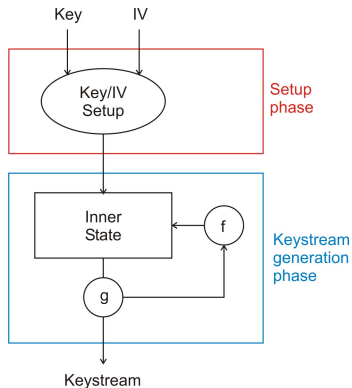 Key
IV
Key/IV
Setup
Setup
phase
Inner
State
f
g
Keystream
generation
phase
Keystream